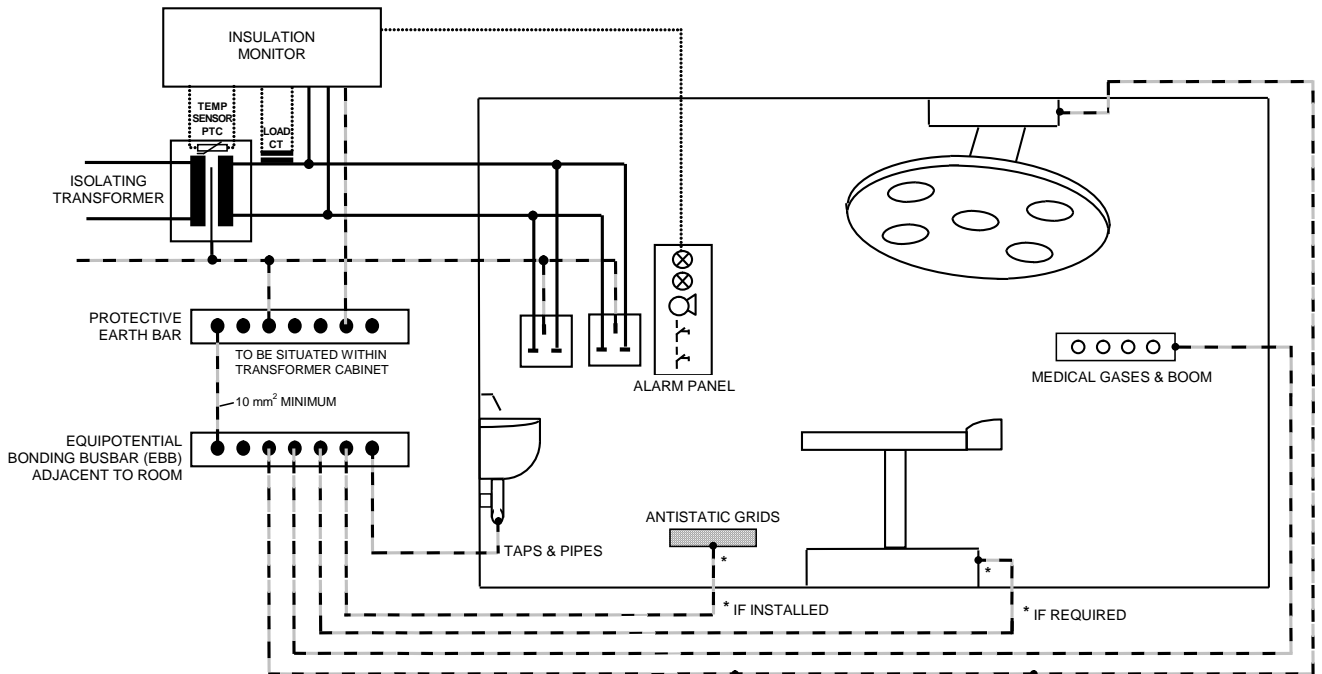 INSULATION
MONITOR
TEMP
SENSOR
PTC
LOAD
CT
ISOLATING
TRANSFORMER
PROTECTIVE
EARTH BAR
TO BE SITUATED WITHIN
TRANSFORMER CABINET
ALARM PANEL
MEDICAL GASES & BOOM
10 mm² MINIMUM
EQUIPOTENTIAL
BONDING BUSBAR (EBB)
ADJACENT TO ROOM
ANTISTATIC GRIDS
TAPS & PIPES
*
*
* IF INSTALLED
* IF REQUIRED